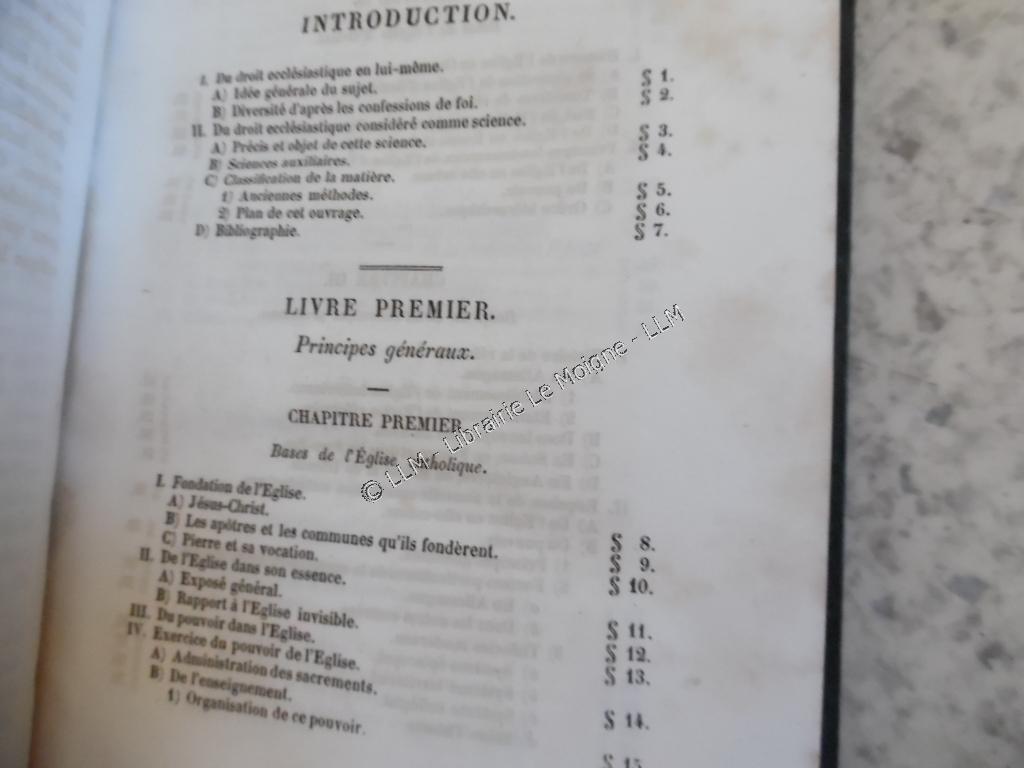 INTRODUCTION.
I. Du droit ecclésiastique en lui-même.
A) Idée générale du sujet. § 1.
B) Diversité d'après les confessions de foi. § 2.
II. Du droit ecclésiastique considéré comme science.
A) Précis et objet de cette science. § 3.
B) Sciences auxiliaires. § 4.
C) Classification de la matière.
1) Anciennes méthodes. § 5.
2) Plan de cet ouvrage. § 6.
D) Bibliographie. § 7.
LIVRE PREMIER.
Principes généraux.
CHAPITRE PREMIER.
Bases de l'Église catholique.
© LLM - Librairie Le Moigne - LLM
I. Fondation de l'Eglise.
A) Jésus-Christ. § 8.
B) Les apôtres et les communes qu'ils fondèrent. § 9.
C) Pierre et sa vocation. § 10.
II. De l'Eglise dans son essence.
A) Exposé général. § 11.
B) Rapport à l'Eglise invisible. § 12.
III. Du pouvoir dans l'Eglise. § 13.
IV. Exercice du pouvoir de l'Eglise.
A) Administration des sacrements. § 14.
B) De l'enseignement.
1) Organisation de ce pouvoir. § 15.